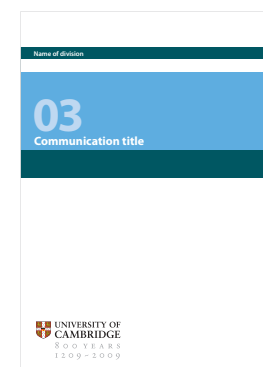 Name of division
03
Communication title
UNIVERSITY OF
CAMBRIDGE
800 YEARS
1209~2009